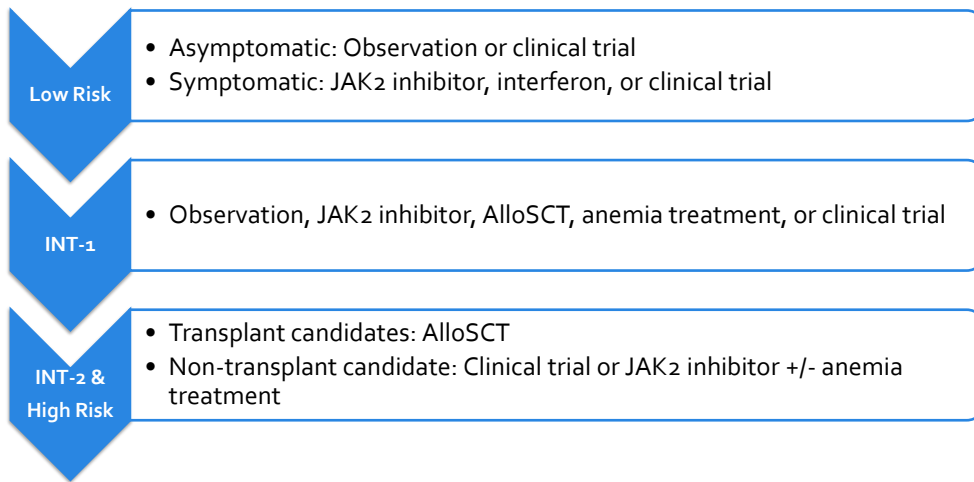 Low Risk
• Asymptomatic: Observation or clinical trial
• Symptomatic: JAK2 inhibitor, interferon, or clinical trial
INT-1
• Observation, JAK2 inhibitor, AlloSCT, anemia treatment, or clinical trial
INT-2 &
High Risk
• Transplant candidates: AlloSCT
• Non-transplant candidate: Clinical trial or JAK2 inhibitor +/- anemia
treatment